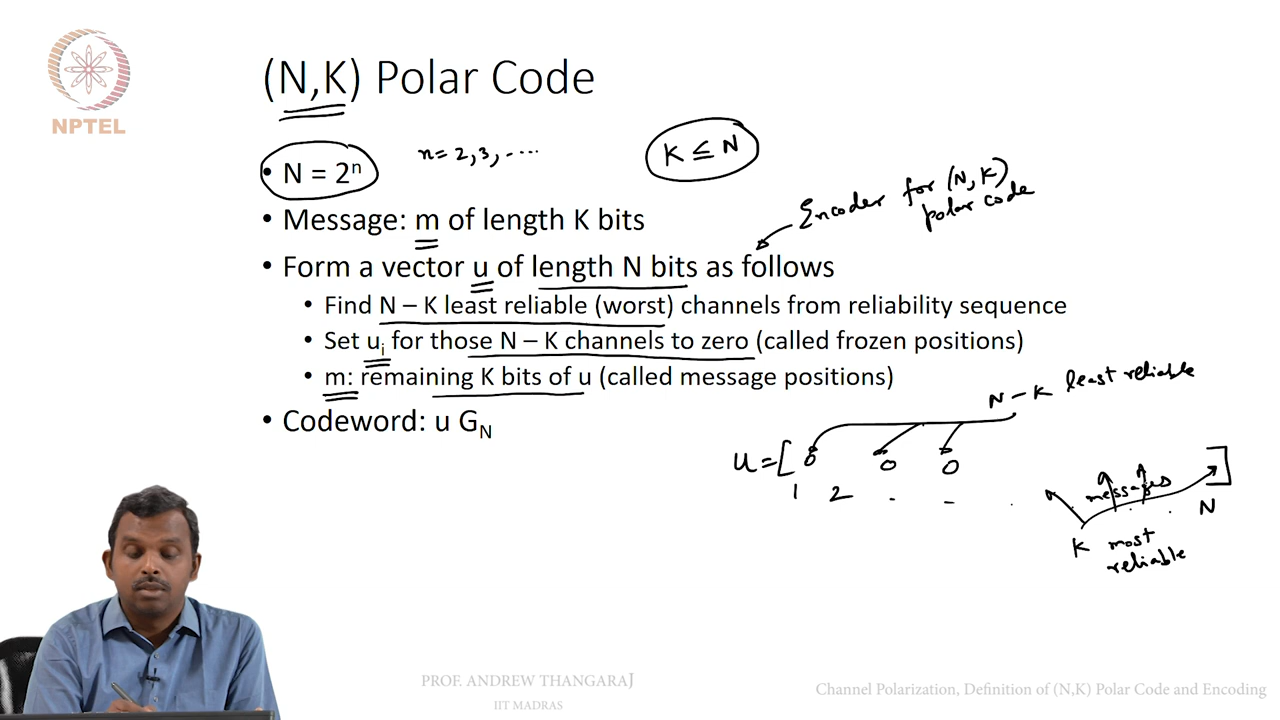 NPTEL
(N,K) Polar Code
• N = 2ⁿ n= 2, 3, ---- K ≤ N
Encoder for (N, K)
polar code
• Message: m of length K bits
• Form a vector u of length N bits as follows
• Find N – K least reliable (worst) channels from reliability sequence
• Set uᵢ for those N – K channels to zero (called frozen positions)
• m: remaining K bits of u (called message positions)
N – K least reliable
• Codeword: u G_N
u = [ 0 0 0 messages ]
1 2 . – . . . N
K most
reliable
PROF. ANDREW THANGARAJ
IIT MADRAS
Channel Polarization, Definition of (N,K) Polar Code and Encoding